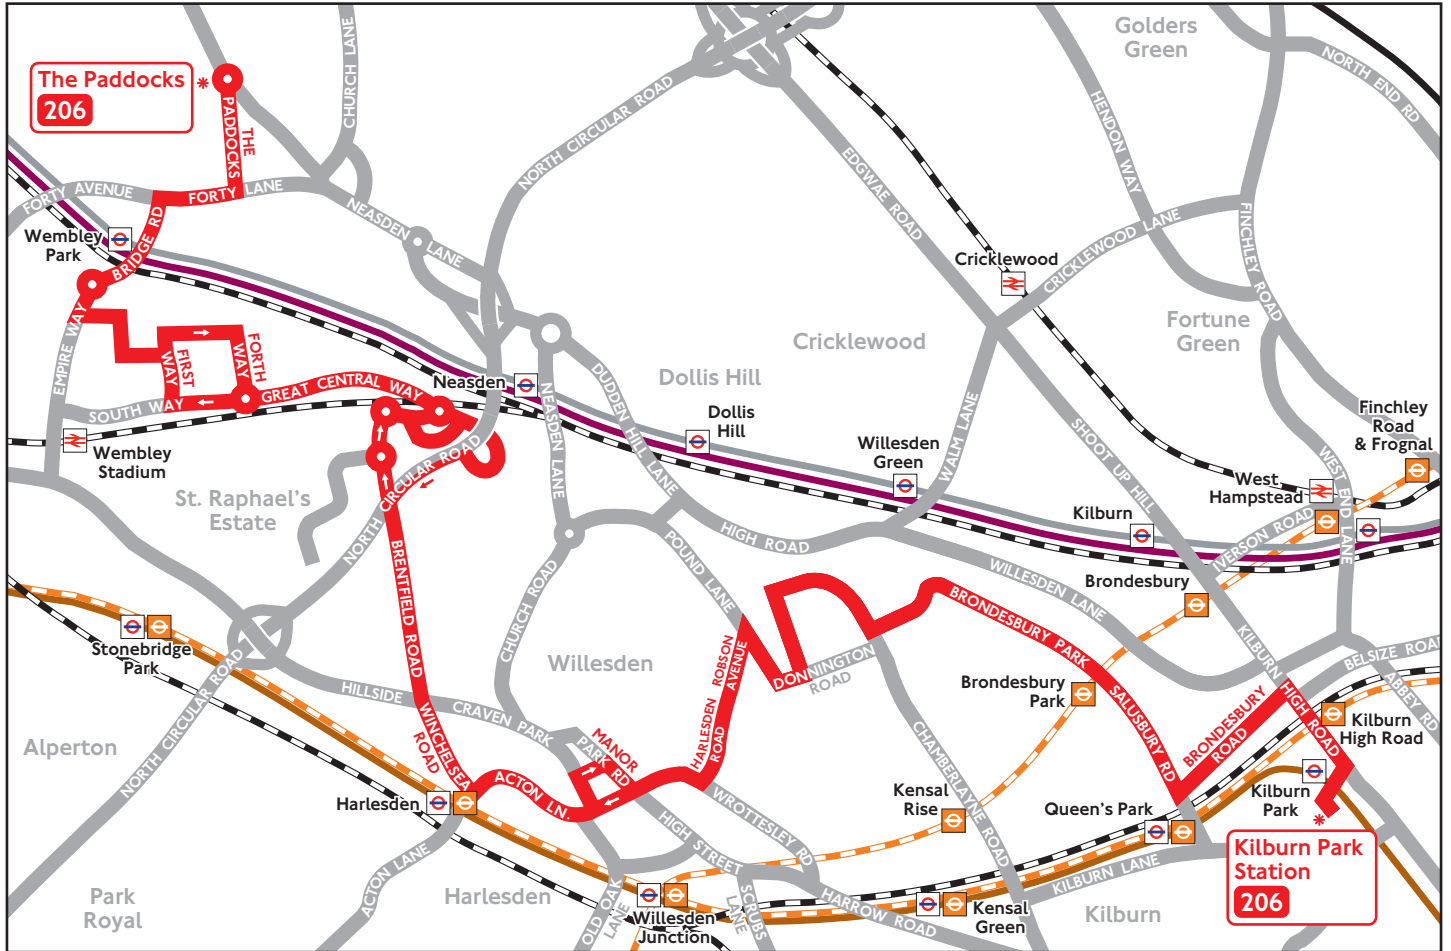 The Paddocks
206
THE
PADDOCKS
CHURCH LANE
FORTY AVENUE
FORTY LANE
NEASDEN LANE
NORTH CIRCULAR ROAD
EDGWAE ROAD
HENDON WAY
Golders
Green
NORTH END RD
FINCHLEY ROAD
CRICKLEWOOD LANE
Cricklewood
Fortune
Green
Wembley
Park
BRIDGE RD
EMPIRE WAY
FIRST
WAY
FORTH
WAY
SOUTH WAY
GREAT CENTRAL WAY
Neasden
NEASDEN LANE
DUDDEN HILL LANE
Cricklewood
Dollis Hill
Dollis
Hill
Willesden
Green
WALM LANE
SHOOT UP HILL
Finchley
Road
& Frognal
West
Hampstead
WEST END LANE
IVERSON ROAD
Kilburn
Wembley
Stadium
St. Raphael's
Estate
NORTH CIRCULAR ROAD
BRENTFIELD ROAD
HIGH ROAD
POUND LANE
WILLESDEN LANE
Brondesbury
KILBURN HIGH ROAD
BELSIZE ROAD
ABBEY RD
Stonebridge
Park
CHURCH ROAD
Willesden
ROBSON
AVENUE
HARLESDEN
ROAD
DONNINGTON
ROAD
BRONDESBURY PARK
Brondesbury
Park
SALUSBURY RD
BRONDESBURY
ROAD
Kilburn
High Road
HILLSIDE
CRAVEN PARK
MANOR
PARK RD
WINCHELSEA
ROAD
ACTON LN.
Alperton
NORTH CIRCULAR ROAD
Harlesden
CHAMBERLAYNE ROAD
Kensal
Rise
Queen's Park
Kilburn
Park
WROTTESLEY RD
HIGH STREET
ACTON LANE
Park
Royal
Harlesden
OLD OAK
LANE
Willesden
Junction
SCRUBS
LANE
HARROW ROAD
Kensal
Green
KILBURN LANE
Kilburn
Kilburn Park
Station
206